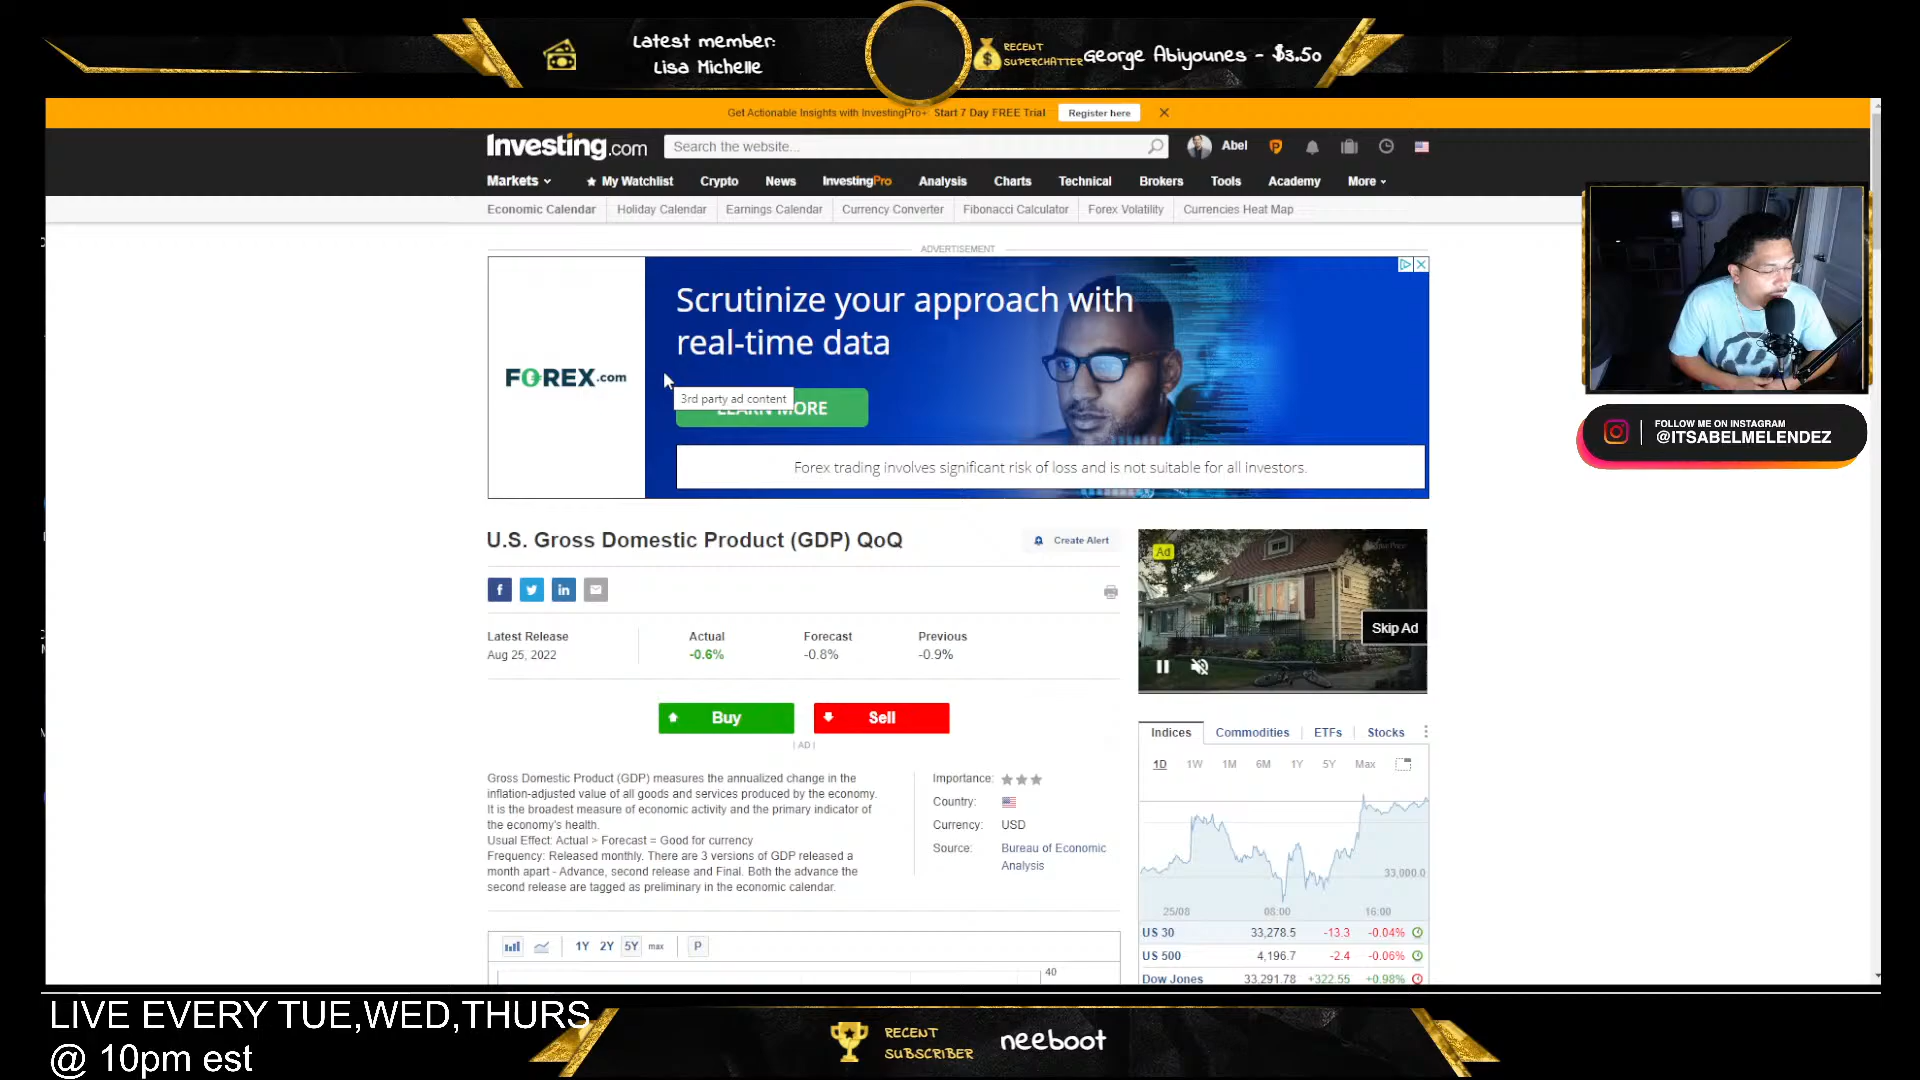 Latest member:
Lisa Michelle
RECENT
SUPERCHATTER
George Abiyounes - $3.50
Get Actionable Insights with InvestingPro+: Start 7 Day FREE Trial
Register here
Investing.com
Search the website...
Abel
Markets
My Watchlist
Crypto
News
InvestingPro
Analysis
Charts
Technical
Brokers
Tools
Academy
More
Economic Calendar
Holiday Calendar
Earnings Calendar
Currency Converter
Fibonacci Calculator
Forex Volatility
Currencies Heat Map
ADVERTISEMENT
Scrutinize your approach with
real-time data
FOREX.com
3rd party ad content
LEARN MORE
Forex trading involves significant risk of loss and is not suitable for all investors.
FOLLOW ME ON INSTAGRAM
@ITSABELMELENDEZ
U.S. Gross Domestic Product (GDP) QoQ
Create Alert
Ad
Skip Ad
Latest Release
Actual
Forecast
Previous
Aug 25, 2022
-0.6%
-0.8%
-0.9%
Buy
Sell
| AD |
Gross Domestic Product (GDP) measures the annualized change in the
inflation-adjusted value of all goods and services produced by the economy.
It is the broadest measure of economic activity and the primary indicator of
the economy's health.
Usual Effect: Actual > Forecast = Good for currency
Frequency: Released monthly. There are 3 versions of GDP released a
month apart - Advance, second release and Final. Both the advance the
second release are tagged as preliminary in the economic calendar.
Importance:
Country:
Currency: USD
Source: Bureau of Economic
Analysis
1Y 2Y 5Y max P
40
Indices
Commodities
ETFs
Stocks
1D 1W 1M 6M 1Y 5Y Max
33,000.0
25/08 08:00 16:00
US 30 33,278.5 -13.3 -0.04%
US 500 4,196.7 -2.4 -0.06%
Dow Jones 33,291.78 +322.55 +0.98%
LIVE EVERY TUE,WED,THURS
@ 10pm est
RECENT
SUBSCRIBER
neeboot